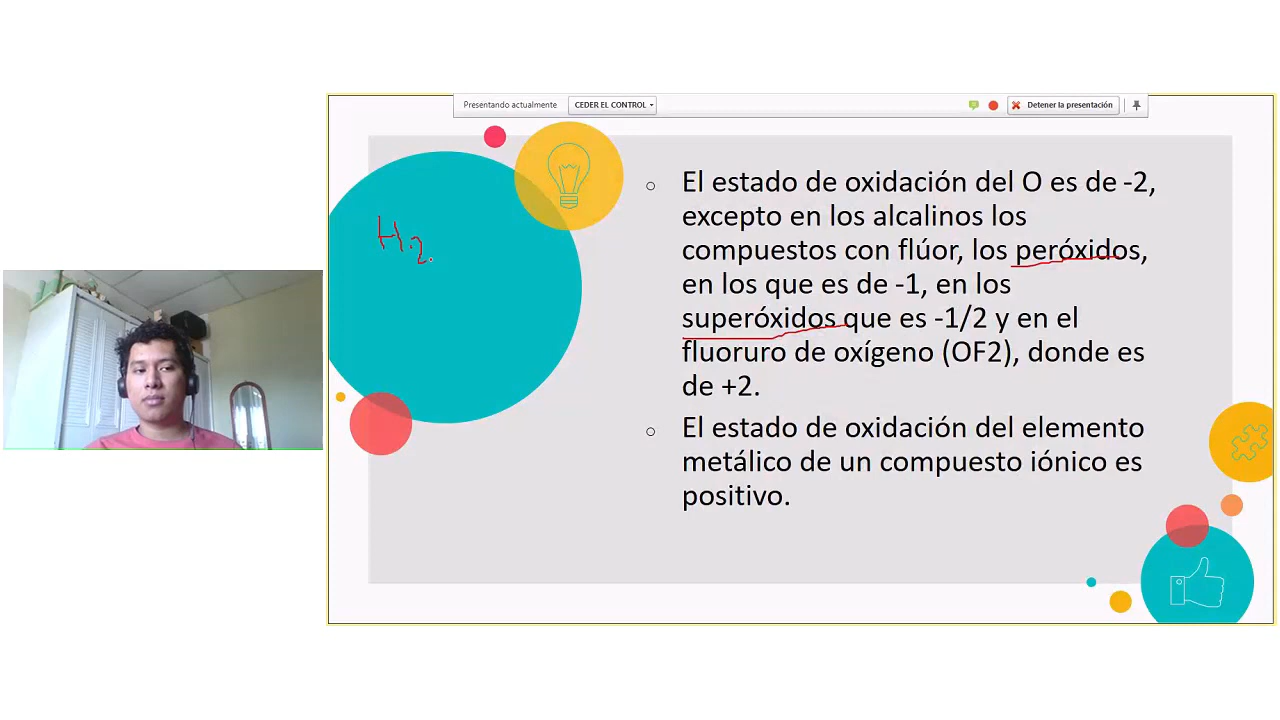 Presentando actualmente
CEDER EL CONTROL
Detener la presentación
H2
El estado de oxidación del O es de -2,
excepto en los alcalinos los
compuestos con flúor, los peróxidos,
en los que es de -1, en los
superóxidos que es -1/2 y en el
fluoruro de oxígeno (OF2), donde es
de +2.
El estado de oxidación del elemento
metálico de un compuesto iónico es
positivo.